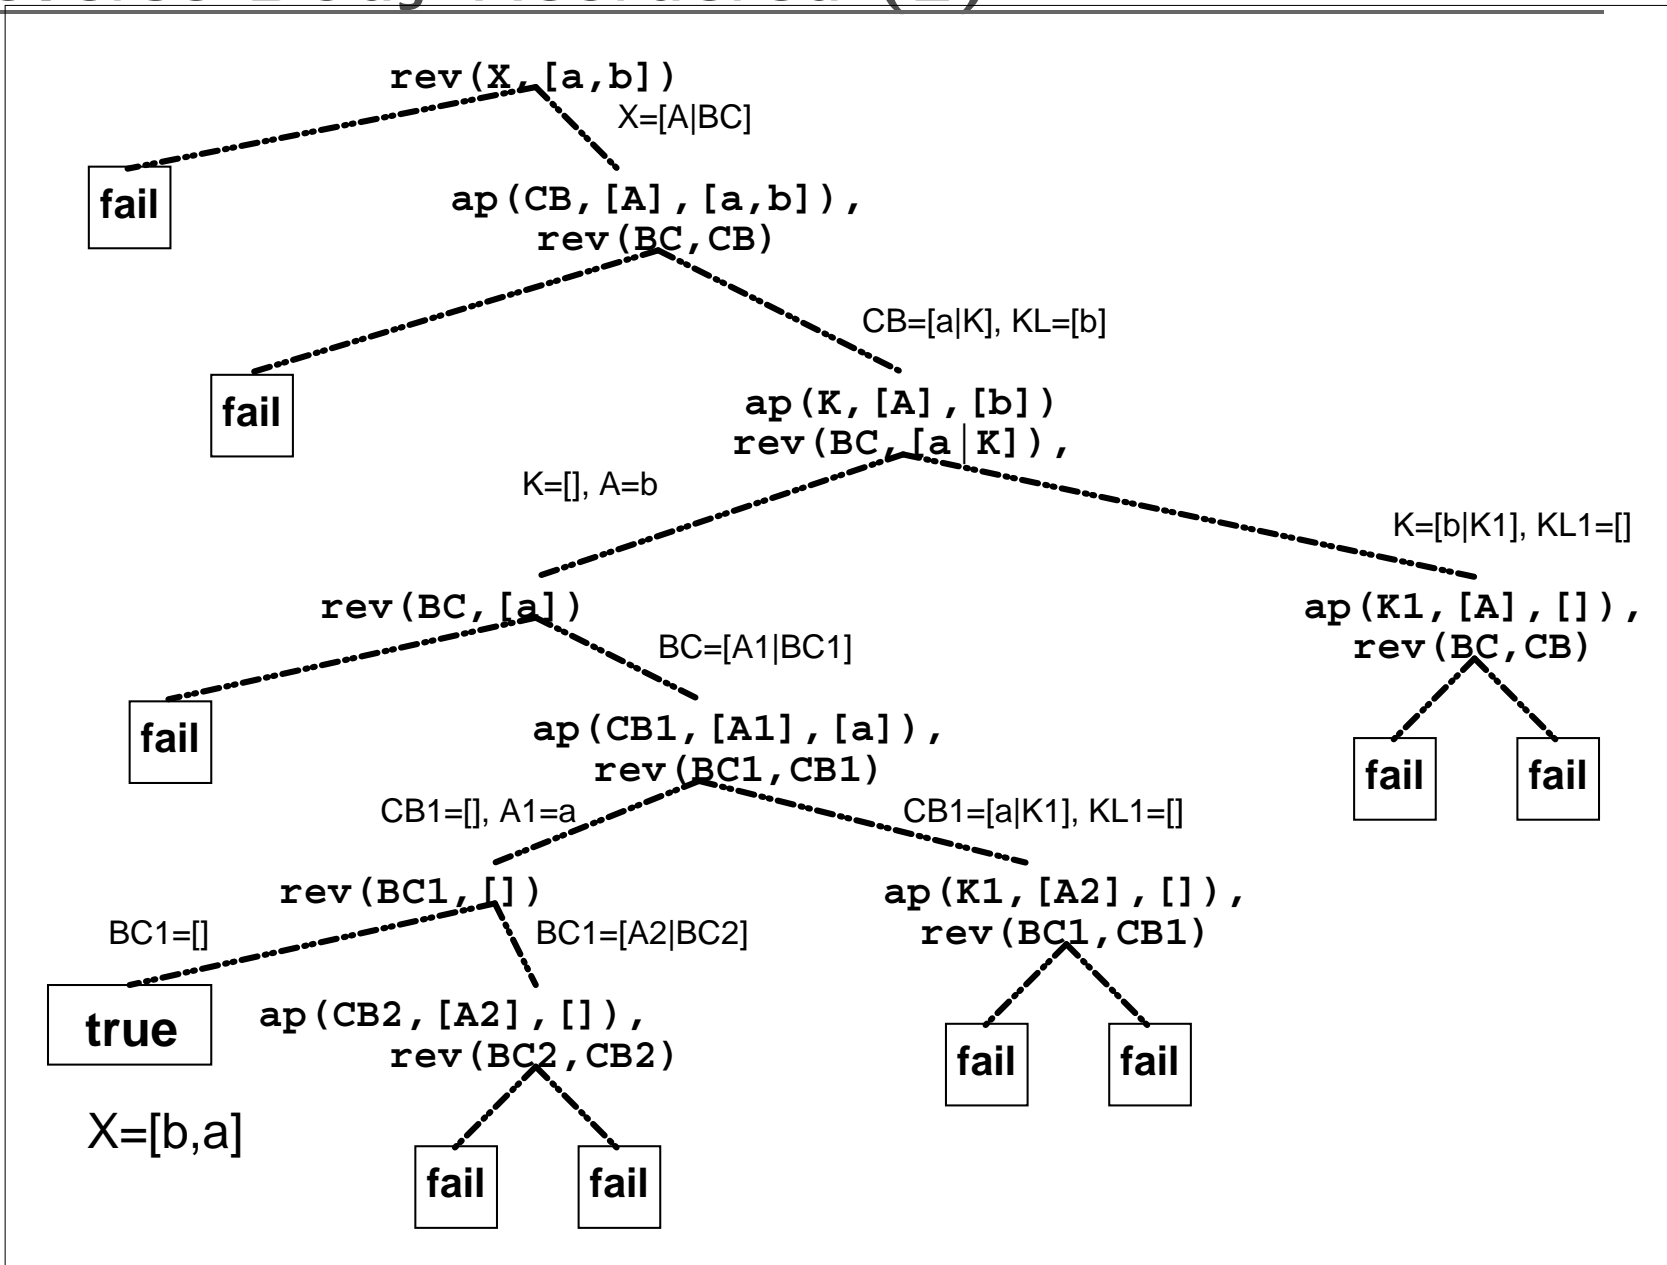 rev(X,[a,b])
X=[A|BC]
fail
ap(CB,[A],[a,b]),
rev(BC,CB)
CB=[a|K], KL=[b]
fail
ap(K,[A],[b])
rev(BC,[a|K]),
K=[], A=b
K=[b|K1], KL1=[]
rev(BC,[a])
ap(K1,[A],[]),
rev(BC,CB)
BC=[A1|BC1]
fail
ap(CB1,[A1],[a]),
rev(BC1,CB1)
fail
fail
CB1=[], A1=a
CB1=[a|K1], KL1=[]
rev(BC1,[])
ap(K1,[A2],[]),
rev(BC1,CB1)
BC1=[]
BC1=[A2|BC2]
true
ap(CB2,[A2],[]),
rev(BC2,CB2)
fail
fail
X=[b,a]
fail
fail